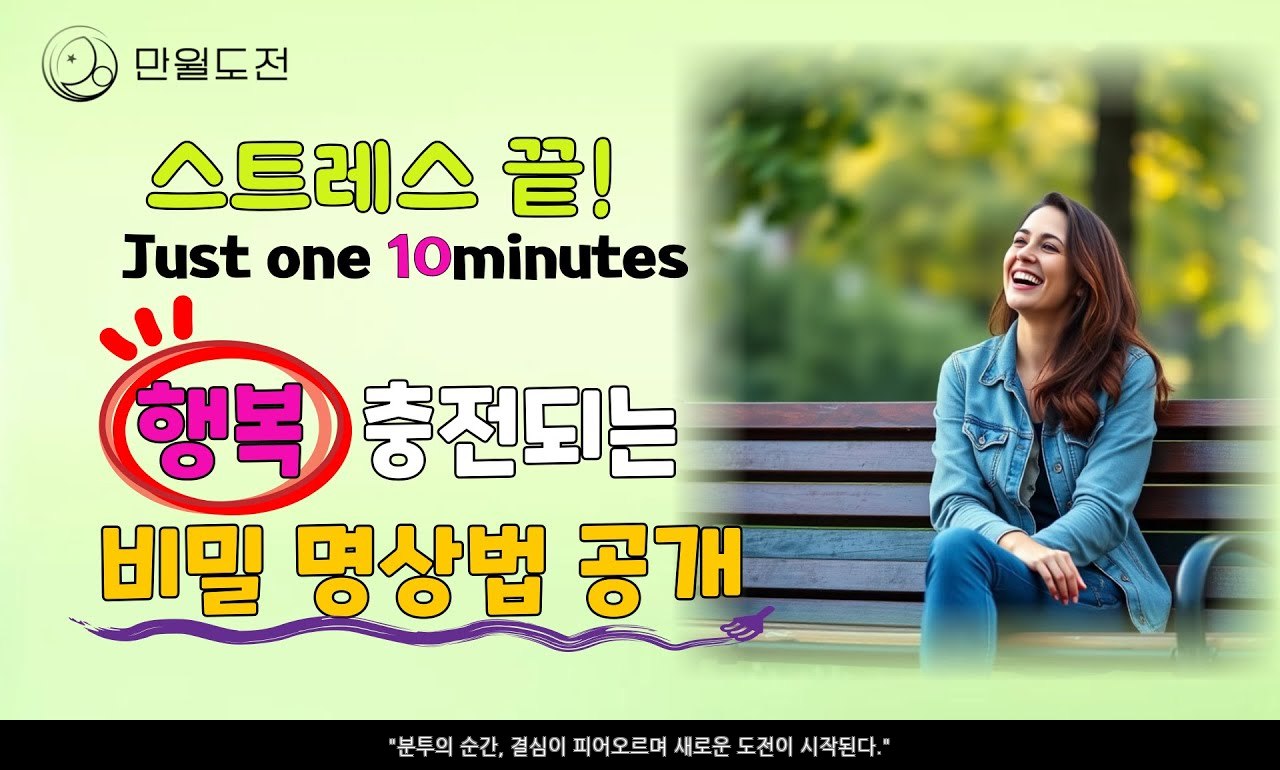 만월도전
스트레스 끝!
Just one 10minutes
행복 충전되는
비밀 명상법 공개
"분투의 순간, 결심이 피어오르며 새로운 도전이 시작된다."